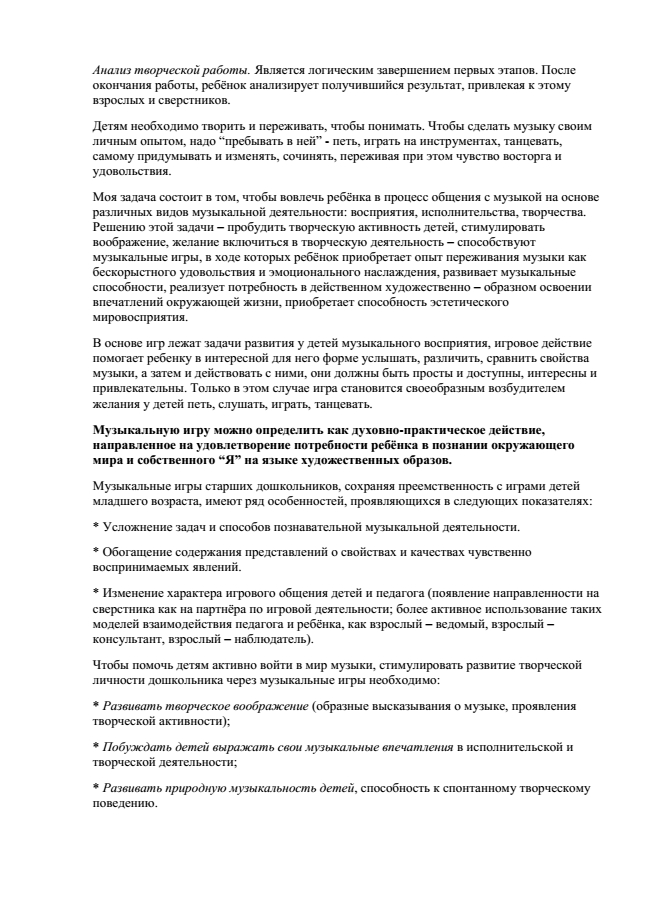 Анализ творческой работы. Является логическим завершением первых этапов. После
окончания работы, ребёнок анализирует получившийся результат, привлекая к этому
взрослых и сверстников.
Детям необходимо творить и переживать, чтобы понимать. Чтобы сделать музыку своим
личным опытом, надо “пребывать в ней” - петь, играть на инструментах, танцевать,
самому придумывать и изменять, сочинять, переживая при этом чувство восторга и
удовольствия.
Моя задача состоит в том, чтобы вовлечь ребёнка в процесс общения с музыкой на основе
различных видов музыкальной деятельности: восприятия, исполнительства, творчества.
Решению этой задачи – пробудить творческую активность детей, стимулировать
воображение, желание включиться в творческую деятельность – способствуют
музыкальные игры, в ходе которых ребёнок приобретает опыт переживания музыки как
бескорыстного удовольствия и эмоционального наслаждения, развивает музыкальные
способности, реализует потребность в действенном художественно – образном освоении
впечатлений окружающей жизни, приобретает способность эстетического
мировосприятия.
В основе игр лежат задачи развития у детей музыкального восприятия, игровое действие
помогает ребенку в интересной для него форме услышать, различить, сравнить свойства
музыки, а затем и действовать с ними, они должны быть просты и доступны, интересны и
привлекательны. Только в этом случае игра становится своеобразным возбудителем
желания у детей петь, слушать, играть, танцевать.
Музыкальную игру можно определить как духовно-практическое действие,
направленное на удовлетворение потребности ребёнка в познании окружающего
мира и собственного “Я” на языке художественных образов.
Музыкальные игры старших дошкольников, сохраняя преемственность с играми детей
младшего возраста, имеют ряд особенностей, проявляющихся в следующих показателях:
* Усложнение задач и способов познавательной музыкальной деятельности.
* Обогащение содержания представлений о свойствах и качествах чувственно
воспринимаемых явлений.
* Изменение характера игрового общения детей и педагога (появление направленности на
сверстника как на партнёра по игровой деятельности; более активное использование таких
моделей взаимодействия педагога и ребёнка, как взрослый – ведомый, взрослый –
консультант, взрослый – наблюдатель).
Чтобы помочь детям активно войти в мир музыки, стимулировать развитие творческой
личности дошкольника через музыкальные игры необходимо:
* Развивать творческое воображение (образные высказывания о музыке, проявления
творческой активности);
* Побуждать детей выражать свои музыкальные впечатления в исполнительской и
творческой деятельности;
* Развивать природную музыкальность детей, способность к спонтанному творческому
поведению.